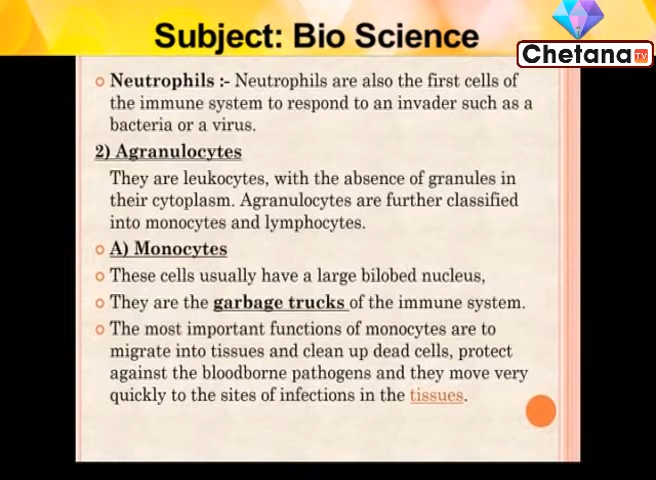 Subject: Bio Science
Chetana TV
Neutrophils :- Neutrophils are also the first cells of
the immune system to respond to an invader such as a
bacteria or a virus.
2) Agranulocytes
They are leukocytes, with the absence of granules in
their cytoplasm. Agranulocytes are further classified
into monocytes and lymphocytes.
A) Monocytes
These cells usually have a large bilobed nucleus,
They are the garbage trucks of the immune system.
The most important functions of monocytes are to
migrate into tissues and clean up dead cells, protect
against the bloodborne pathogens and they move very
quickly to the sites of infections in the tissues.